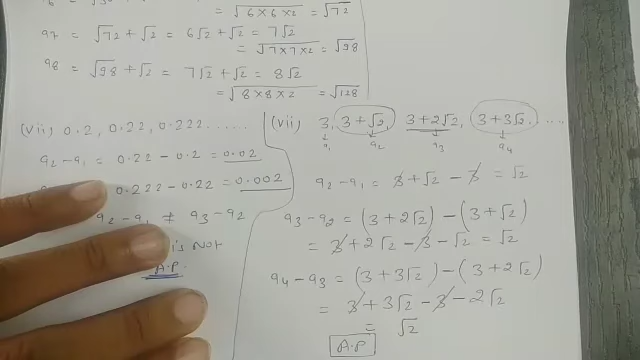 = √6×6×2 = √72
a7 = √72 + √2 = 6√2 + √2 = 7√2
= √7×7×2 = √98
a8 = √98 + √2 = 7√2 + √2 = 8√2
= √8×8×2 = √128
(vii) 0.2, 0.22, 0.222 ......
a2 - a1 = 0.22 - 0.2 = 0.02
0.222 - 0.22 = 0.002
a2 - a1 ≠ a3 - a2
is Not
A.P.
(vii) 3, 3+√2, 3+2√2, 3+3√2, ....
a1 a2 a3 a4
a2 - a1 = 3 + √2 - 3 = √2
a3 - a2 = (3 + 2√2) - (3 + √2)
= 3 + 2√2 - 3 - √2 = √2
a4 - a3 = (3 + 3√2) - (3 + 2√2)
= 3 + 3√2 - 3 - 2√2
= √2
A.P